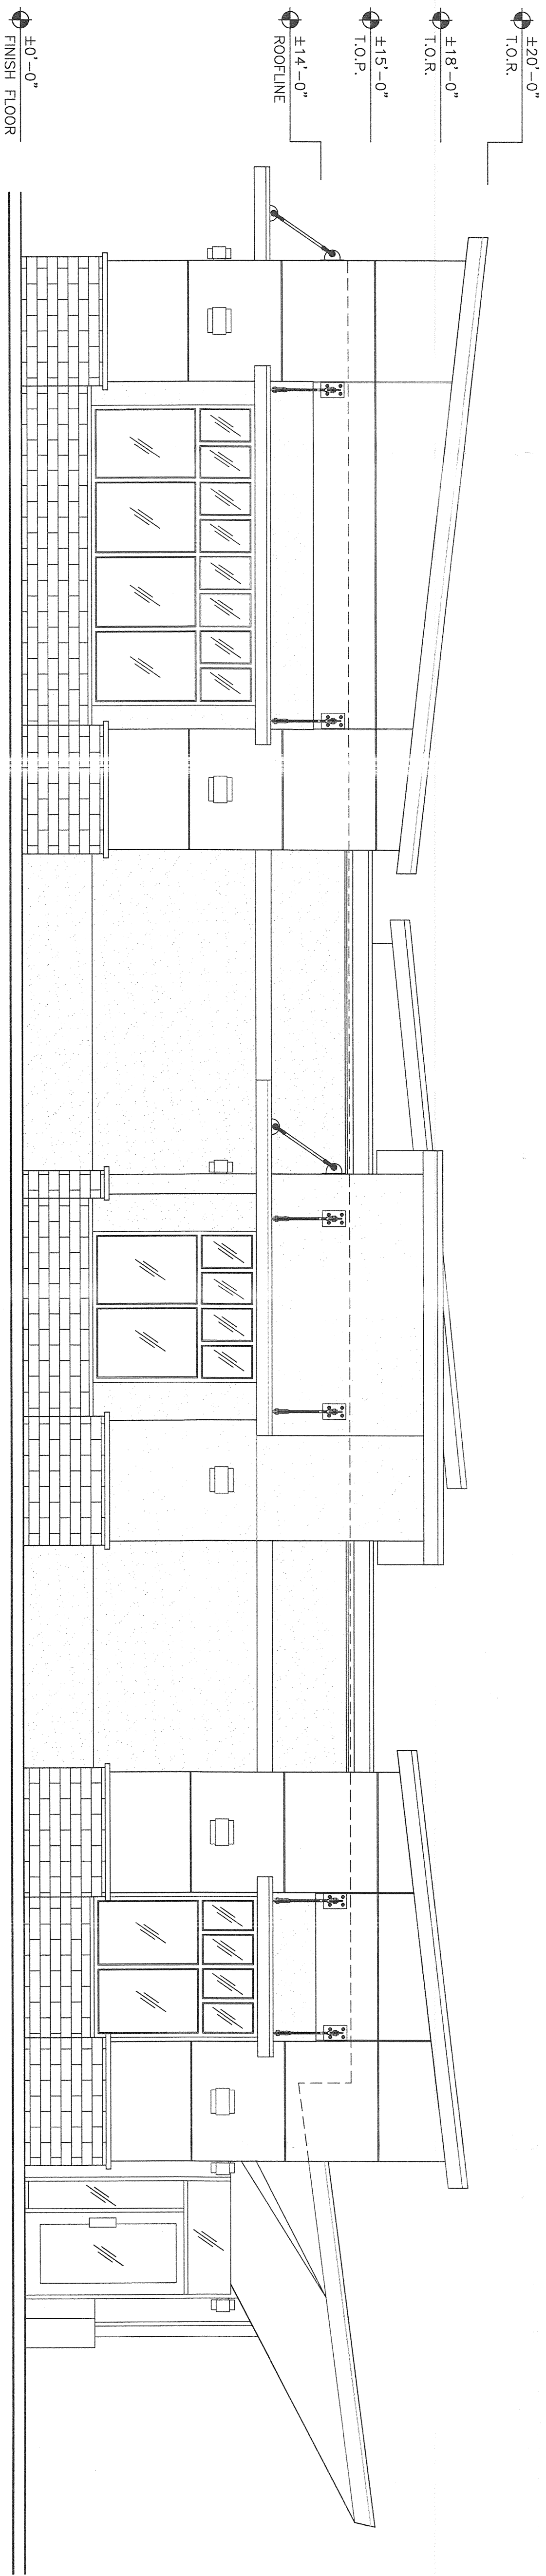 ±20'-0"
T.O.R.
±18'-0"
T.O.R.
±15'-0"
T.O.P.
±14'-0"
ROOFLINE
±0'-0"
FINISH FLOOR